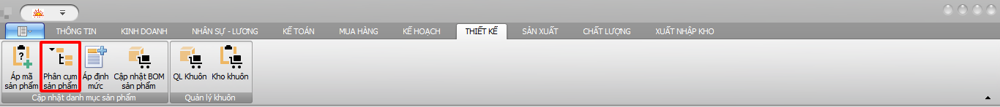 THÔNG TIN KINH DOANH NHÂN SỰ - LƯƠNG KẾ TOÁN MUA HÀNG KẾ HOẠCH THIẾT KẾ SẢN XUẤT CHẤT LƯỢNG XUẤT NHẬP KHO
Áp mã sản phẩm
Phân cụm sản phẩm
Áp định mức
Cập nhật BOM sản phẩm
QL Khuôn
Kho khuôn
Cập nhật danh mục sản phẩm
Quản lý khuôn